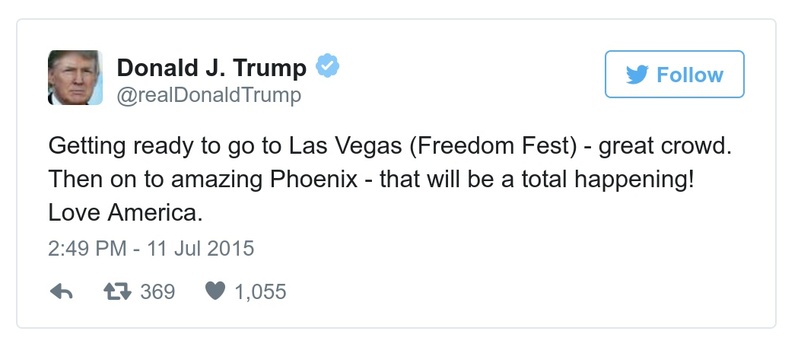 Donald J. Trump
@realDonaldTrump
Follow
Getting ready to go to Las Vegas (Freedom Fest) - great crowd.
Then on to amazing Phoenix - that will be a total happening!
Love America.
2:49 PM - 11 Jul 2015
369 1,055